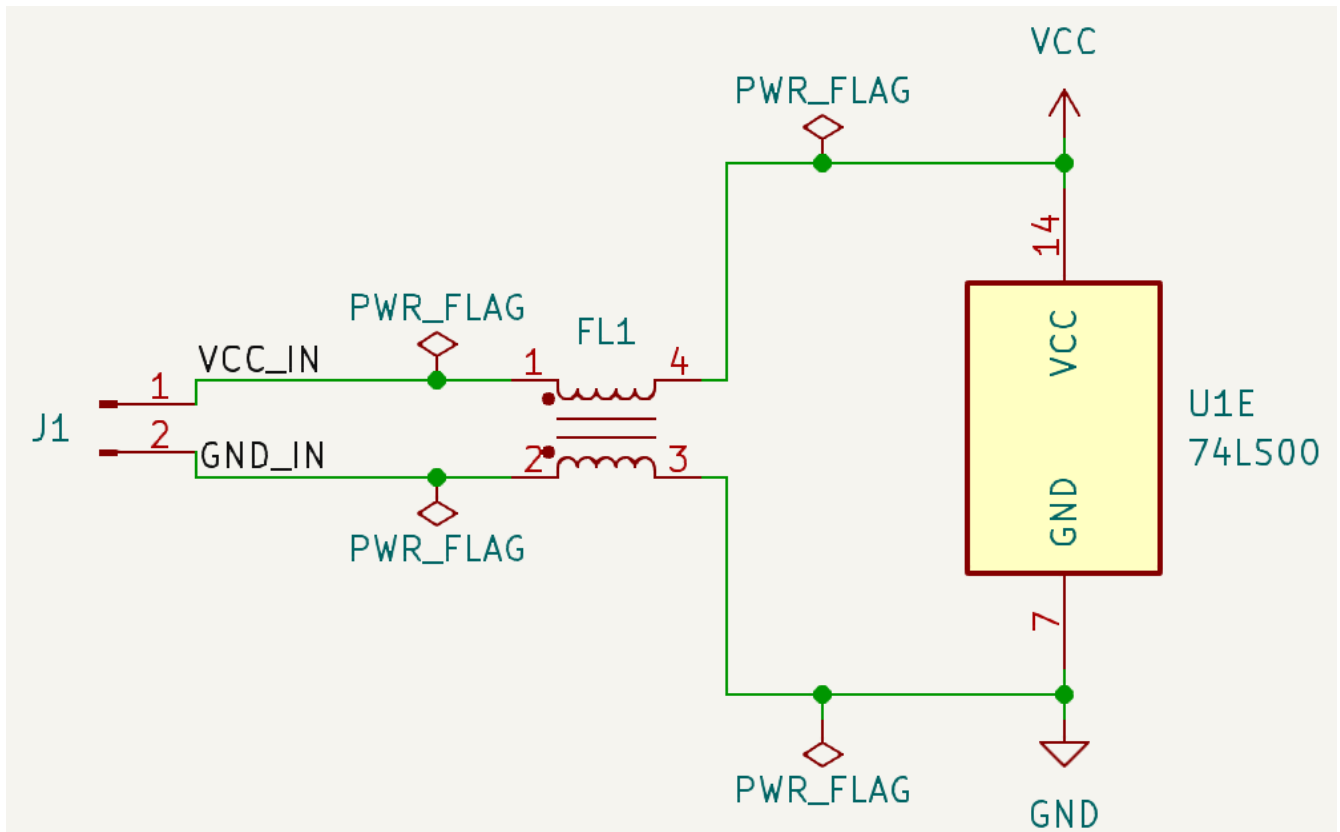 VCC
PWR_FLAG
14
PWR_FLAG
FL1
VCC_IN
1
4
VCC
1
J1
2
U1E
GND_IN
2
3
74LS00
GND
PWR_FLAG
7
PWR_FLAG
GND